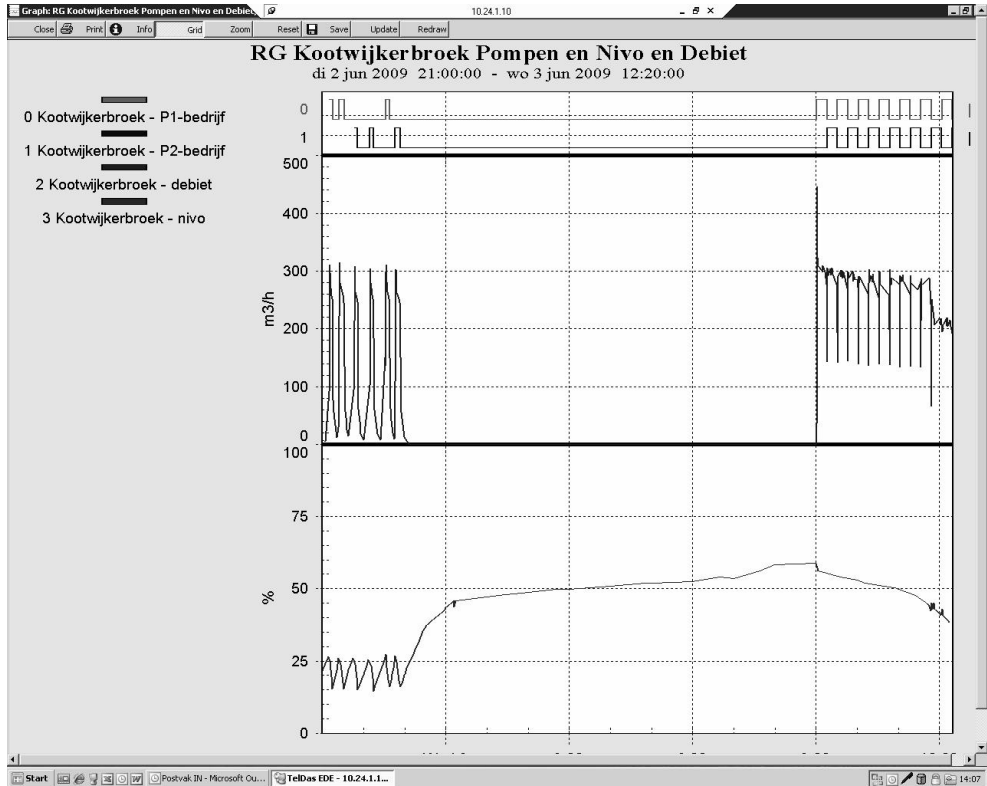 Graph: RG Kootwijkerbroek Pompen en Nivo en Debiet
10.24.1.10
Close Print Info Grid Zoom Reset Save Update Redraw
RG Kootwijkerbroek Pompen en Nivo en Debiet
di 2 jun 2009 21:00:00 - wo 3 jun 2009 12:20:00
0 Kootwijkerbroek - P1-bedrijf
1 Kootwijkerbroek - P2-bedrijf
2 Kootwijkerbroek - debiet
3 Kootwijkerbroek - nivo
0
1
500
400
300
200
100
0
m3/h
100
75
50
25
0
%
Start
Postvak IN - Microsoft Ou...
TelDas EDE - 10.24.1.1...
14:07